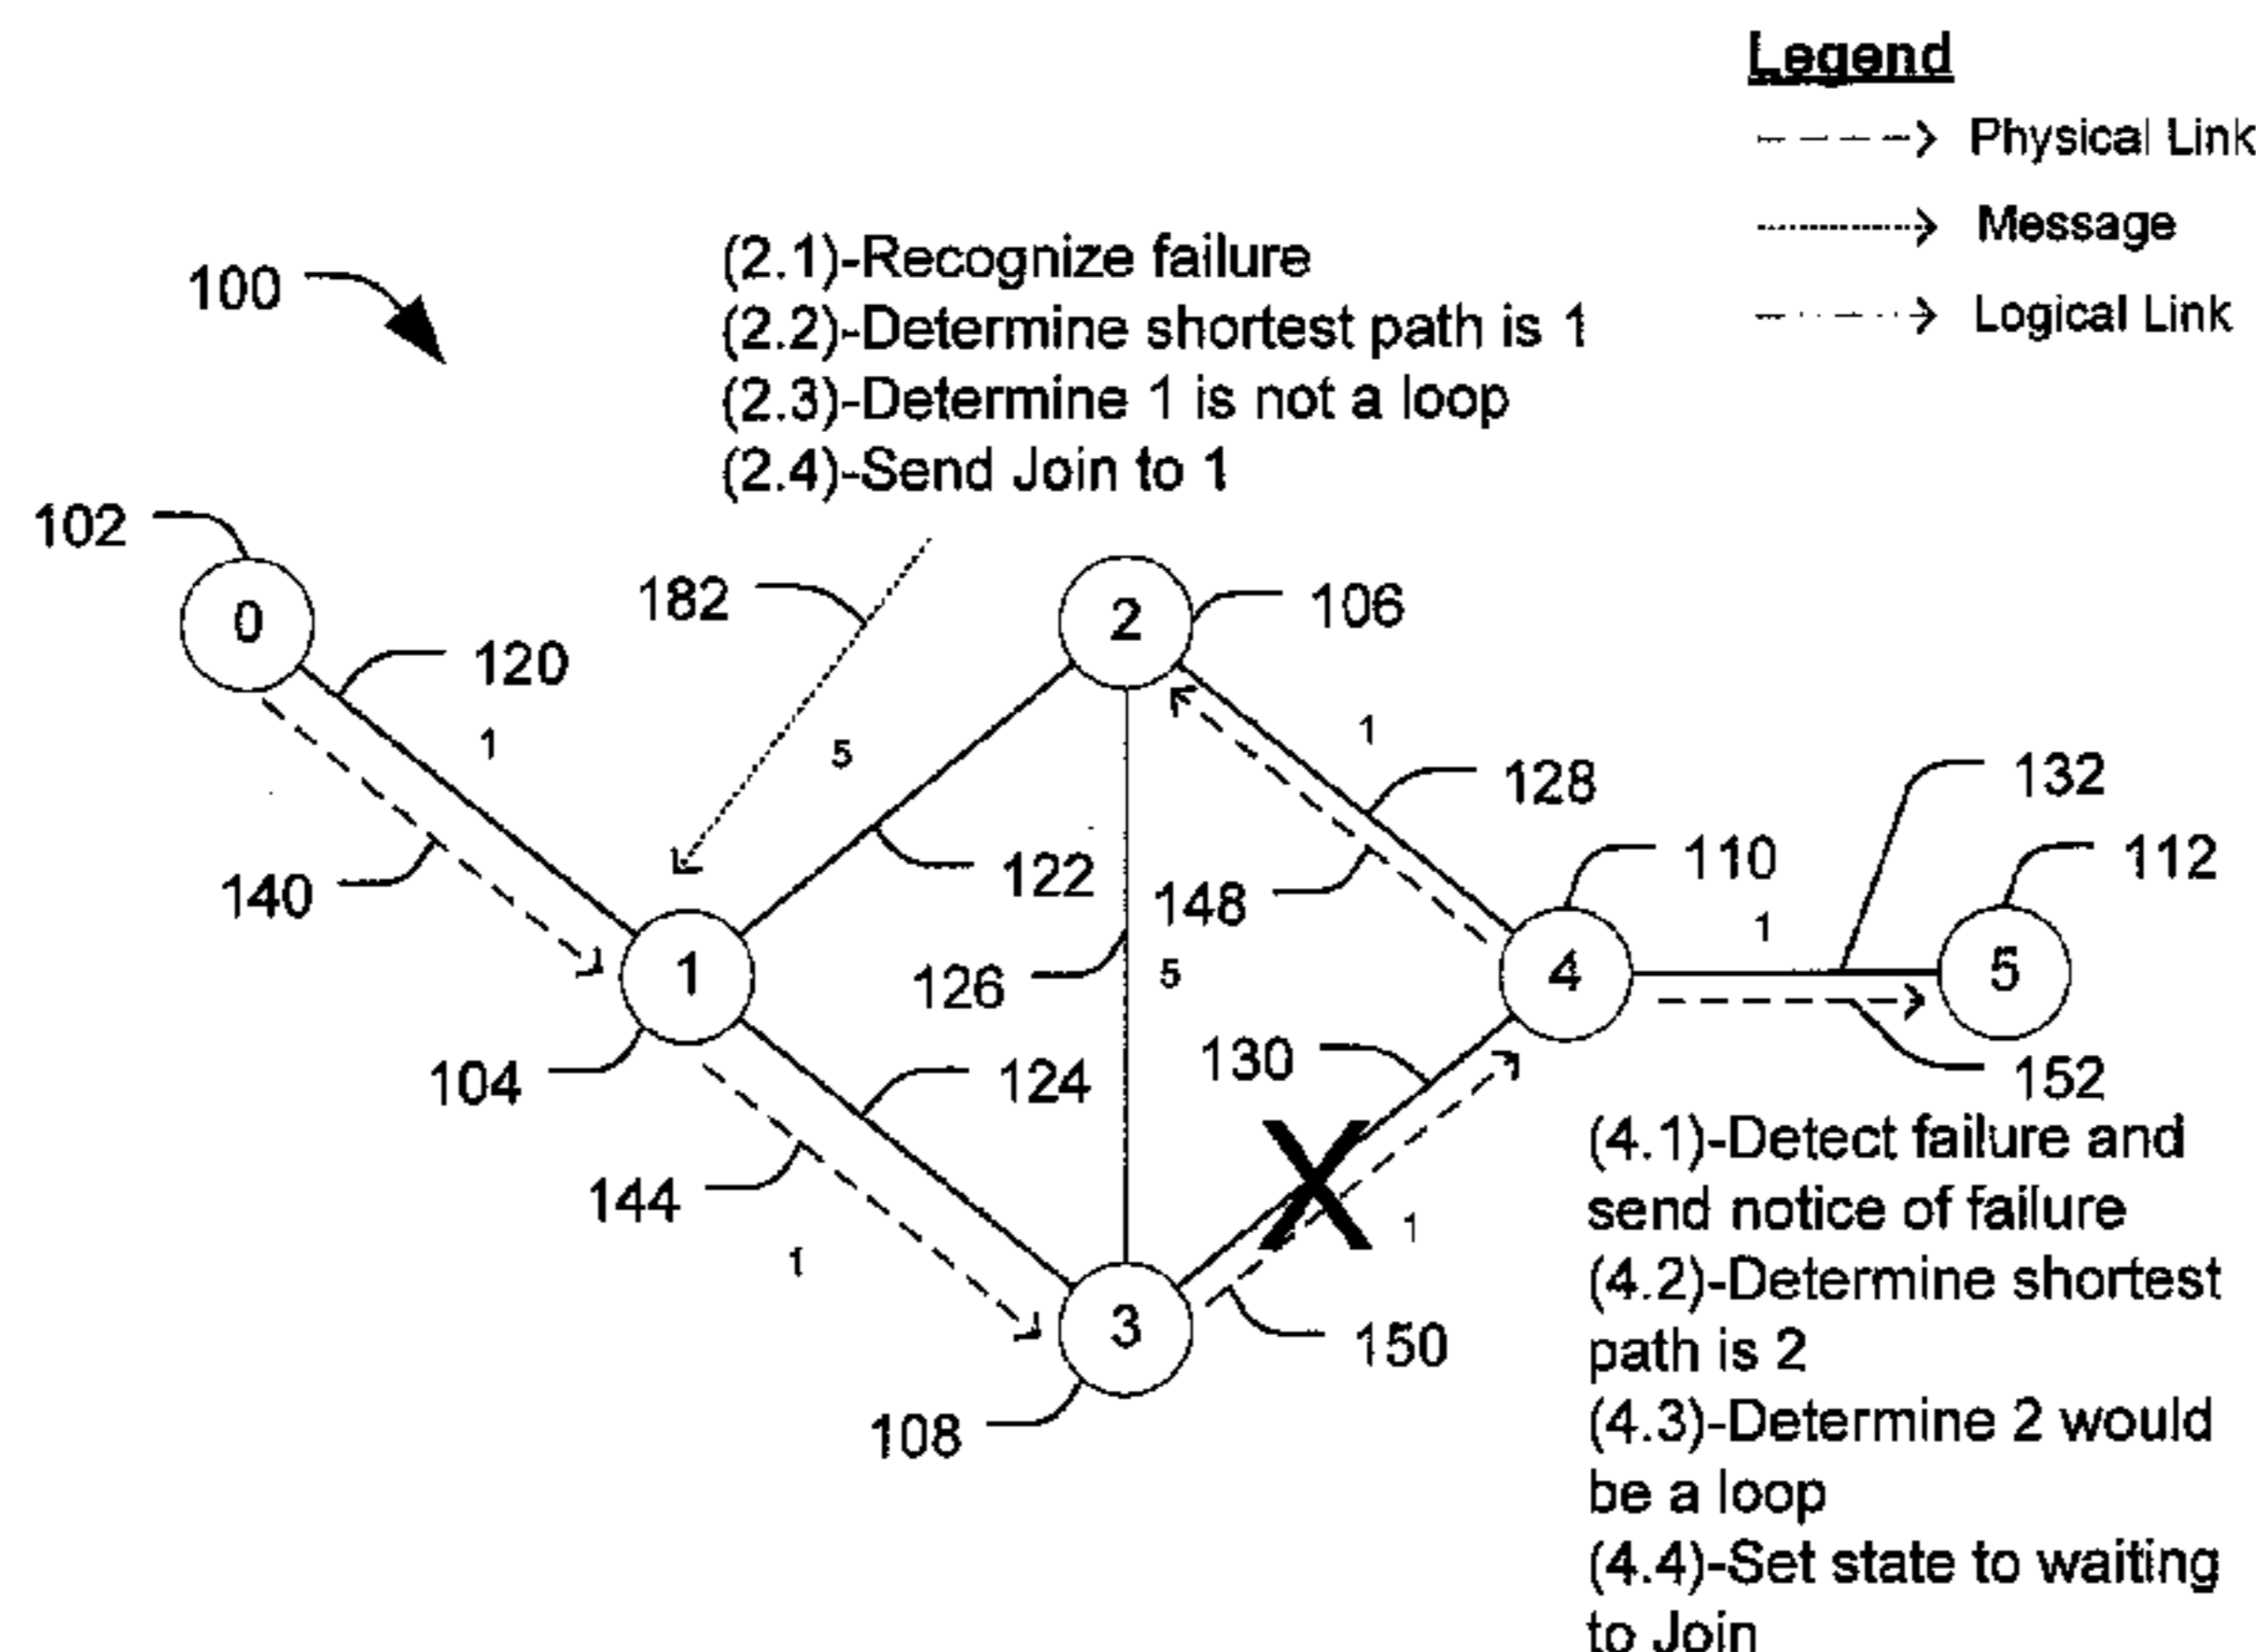 Legend
Physical Link
Message
Logical Link
100
(2.1)-Recognize failure
(2.2)-Determine shortest path is 1
(2.3)-Determine 1 is not a loop
(2.4)-Send Join to 1
102
0
120
1
140
182
2
106
5
122
1
128
148
126
5
1
104
124
144
1
3
108
130
1
150
4
110
1
132
5
112
152
(4.1)-Detect failure and
send notice of failure
(4.2)-Determine shortest
path is 2
(4.3)-Determine 2 would
be a loop
(4.4)-Set state to waiting
to Join